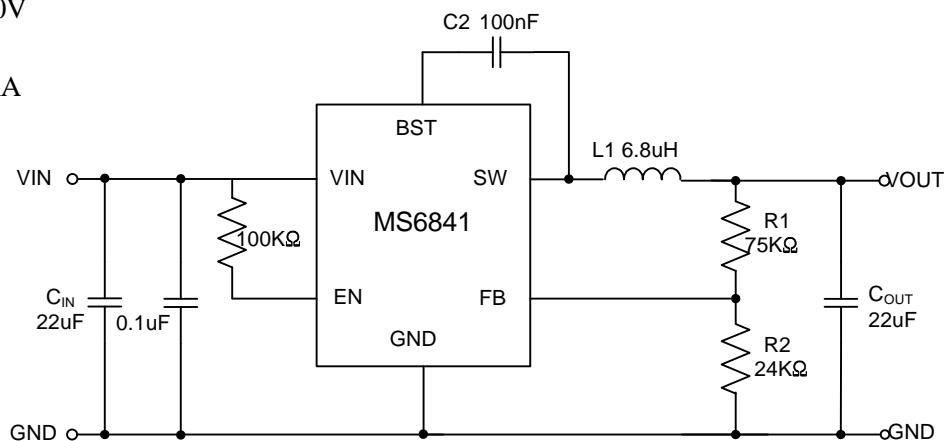 0V
A
C2 100nF
BST
L1 6.8uH
VIN
VIN
SW
VOUT
MS6841
R1
75KΩ
100KΩ
CIN
22uF
0.1uF
EN
FB
COUT
22uF
GND
R2
24KΩ
GND
GND